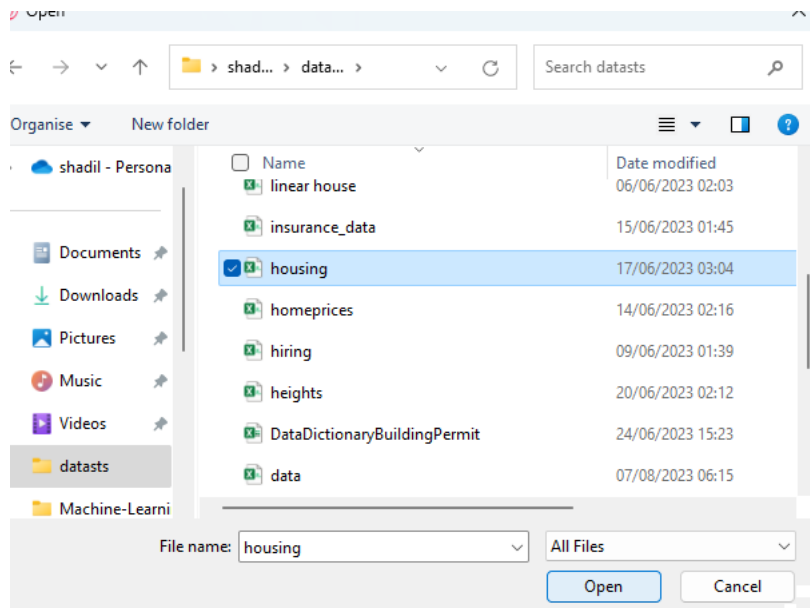 Open
shad... > data... >
Search datasts
Organise
New folder
shadil - Persona
Documents
Downloads
Pictures
Music
Videos
datasts
Machine-Learni
Name
Date modified
linear house
06/06/2023 02:03
insurance_data
15/06/2023 01:45
housing
17/06/2023 03:04
homeprices
14/06/2023 02:16
hiring
09/06/2023 01:39
heights
20/06/2023 02:12
DataDictionaryBuildingPermit
24/06/2023 15:23
data
07/08/2023 06:15
File name:
housing
All Files
Open
Cancel